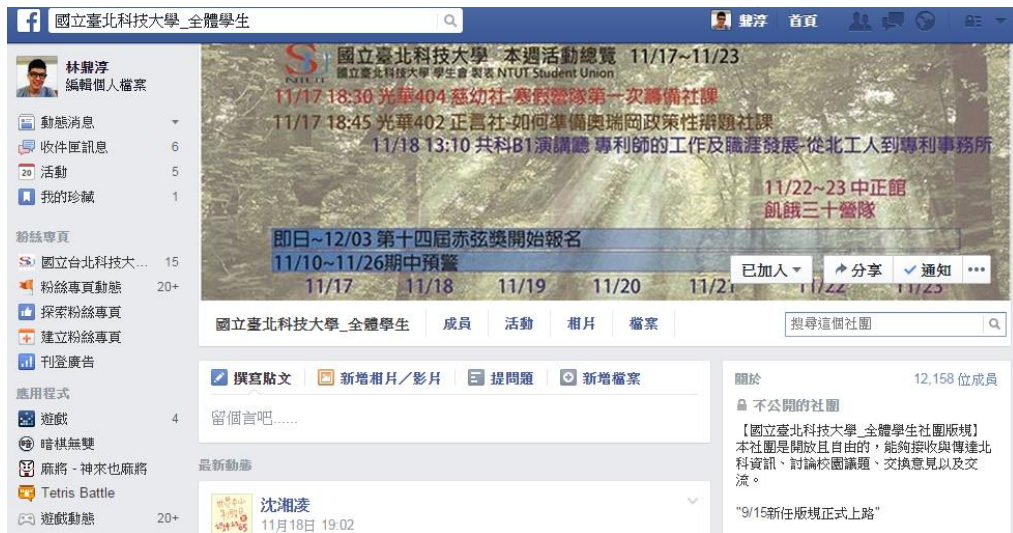 國立臺北科技大學_全體學生
鵥淳 首頁
林鵥淳
編輯個人檔案
動態消息
收件匣訊息 6
20 活動 5
我的珍藏 1
粉絲專頁
國立台北科技大... 15
粉絲專頁動態 20+
探索粉絲專頁
建立粉絲專頁
刊登廣告
應用程式
遊戲 4
暗棋無雙
麻將 - 神來也麻將
Tetris Battle
遊戲動態 20+
國立臺北科技大學 本週活動總覽 11/17~11/23
NTUT 國立臺北科技大學 學生會 製表 NTUT Student Union
11/17 18:30 光華404 慈幼社-寒假營隊第一次籌備社課
11/17 18:45 光華402 正言社-如何準備奧瑞岡政策性辯題社課
11/18 13:10 共科B1演講廳 專利師的工作及職涯發展-從北工人到專利事務所
11/22~23 中正館
飢餓三十營隊
即日~12/03 第十四屆赤弦獎開始報名
11/10~11/26期中預警
已加入 分享 通知
11/17 11/18 11/19 11/20 11/21 11/22 11/23
國立臺北科技大學_全體學生 成員 活動 相片 檔案
搜尋這個社團
撰寫貼文 新增相片／影片 提問題 新增檔案
留個言吧......
最新動態
沈湘凌
11月18日 19:02
關於 12,158 位成員
不公開的社團
【國立臺北科技大學_全體學生社團版規】
本社團是開放且自由的，能夠接收與傳達北
科資訊、討論校園議題、交換意見以及交
流。
"9/15新任版規正式上路"